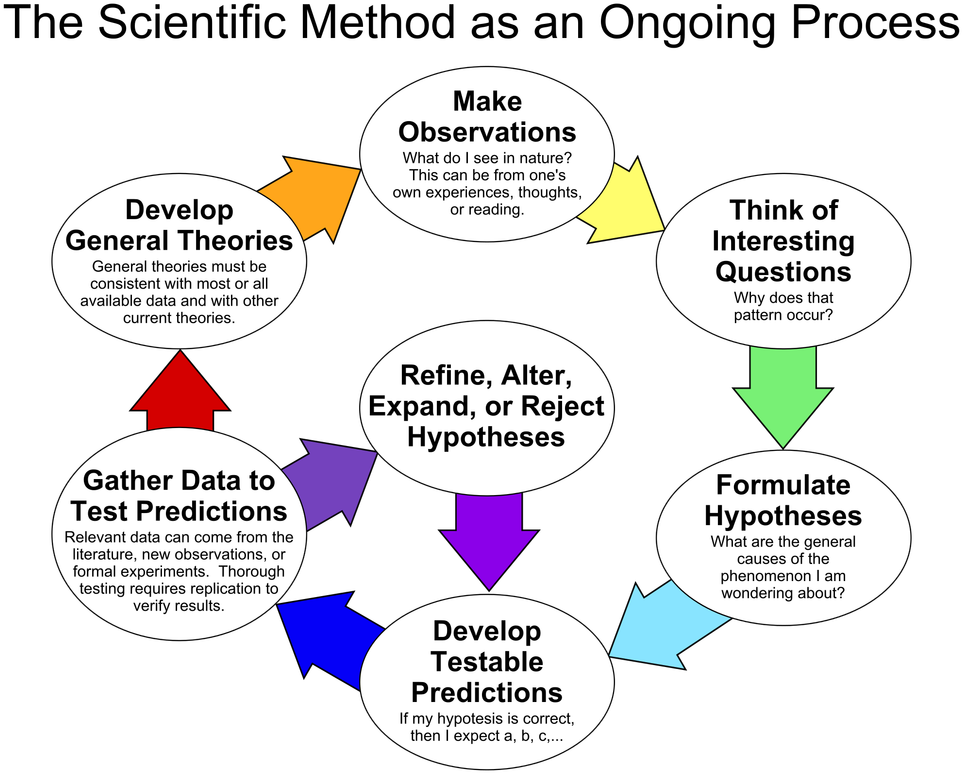 The Scientific Method as an Ongoing Process
Make
Observations
What do I see in nature?
This can be from one's
own experiences, thoughts,
or reading.
Think of
Interesting
Questions
Why does that
pattern occur?
Formulate
Hypotheses
What are the general
causes of the
phenomenon I am
wondering about?
Develop
Testable
Predictions
If my hypotesis is correct,
then I expect a, b, c,...
Gather Data to
Test Predictions
Relevant data can come from the
literature, new observations, or
formal experiments.  Thorough
testing requires replication to
verify results.
Refine, Alter,
Expand, or Reject
Hypotheses
Develop
General Theories
General theories must be
consistent with most or all
available data and with other
current theories.